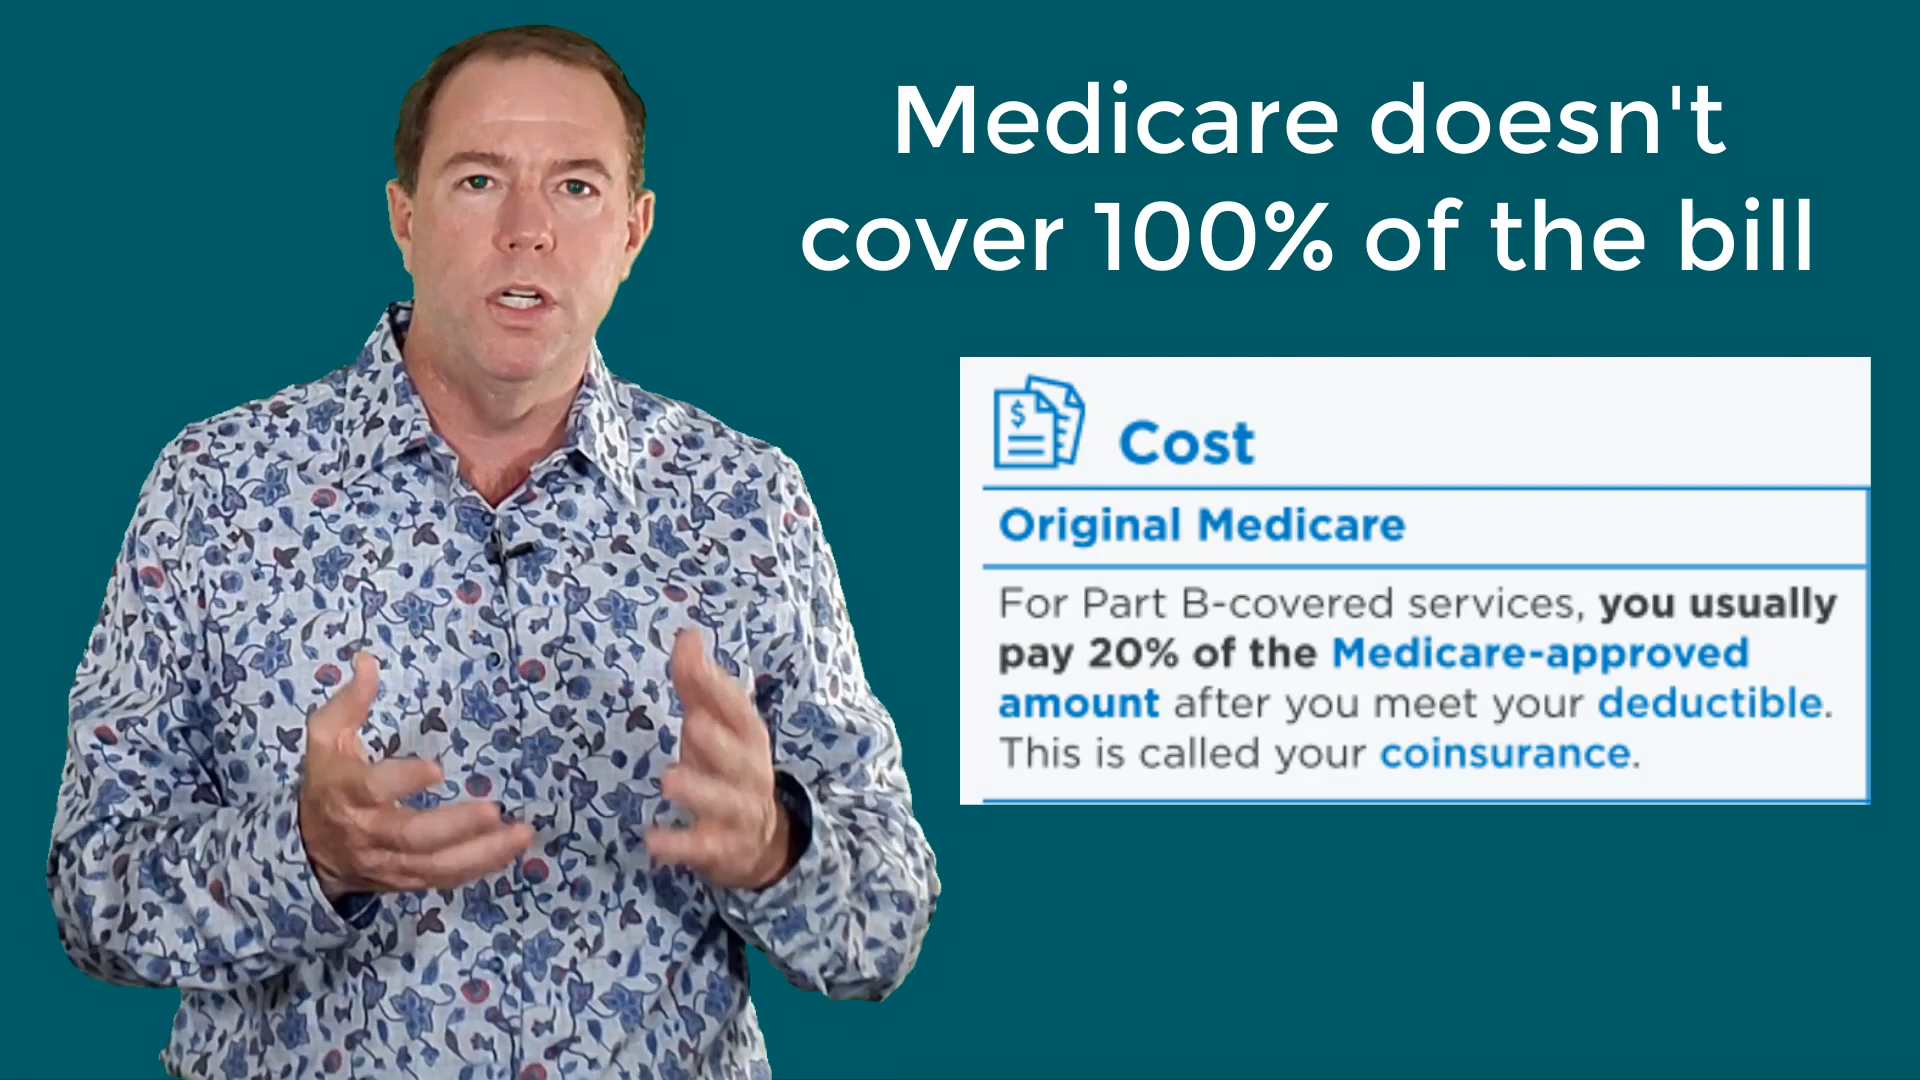 Medicare doesn't
cover 100% of the bill
$
Cost
Original Medicare
For Part B-covered services, you usually
pay 20% of the Medicare-approved
amount after you meet your deductible.
This is called your coinsurance.